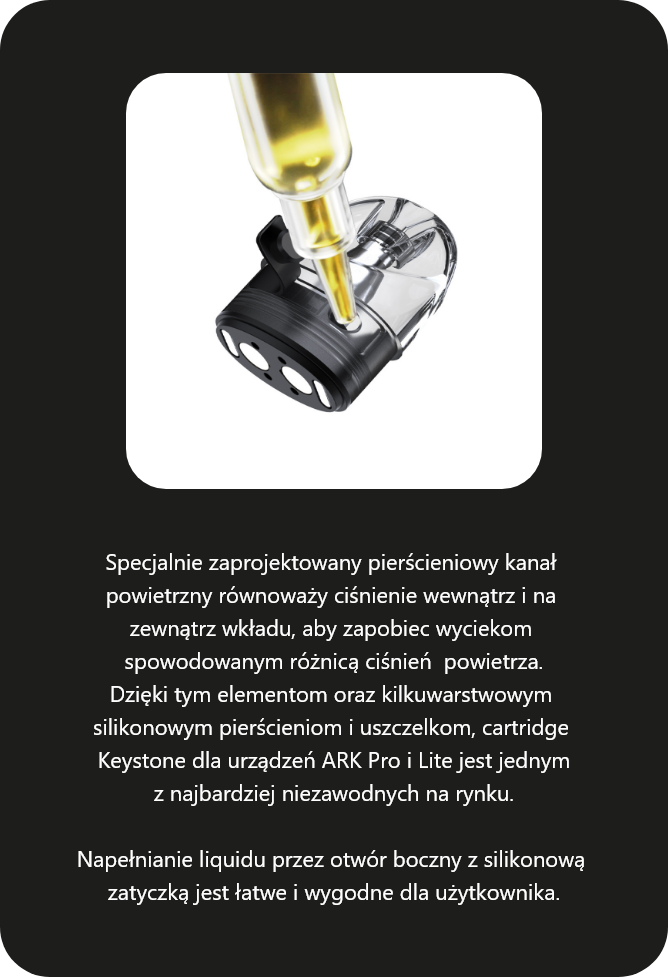 Specjalnie zaprojektowany pierścieniowy kanał
powietrzny równoważy ciśnienie wewnątrz i na
zewnątrz wkładu, aby zapobiec wyciekom
spowodowanym różnicą ciśnień  powietrza.
Dzięki tym elementom oraz kilkuwarstwowym
silikonowym pierścieniom i uszczelkom, cartridge
Keystone dla urządzeń ARK Pro i Lite jest jednym
z najbardziej niezawodnych na rynku.

Napełnianie liquidu przez otwór boczny z silikonową
zatyczką jest łatwe i wygodne dla użytkownika.